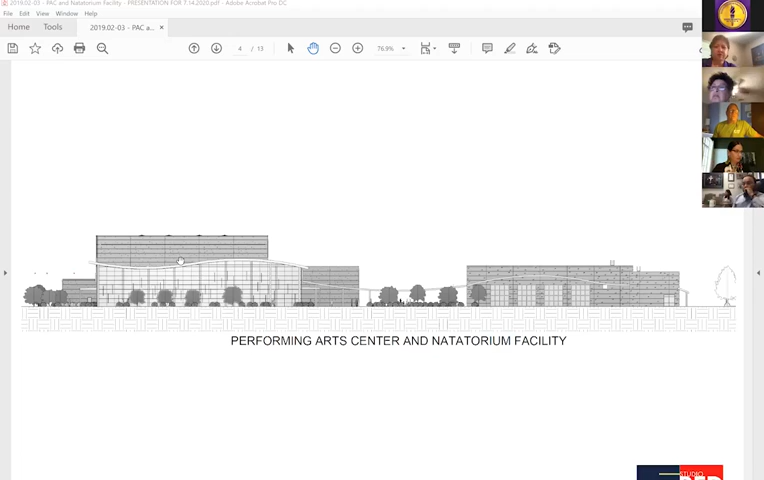 2019.02-03 - PAC and Natatorium Facility - PRESENTATION FOR 7.14.2020.pdf - Adobe Acrobat Pro DC
File Edit View Window Help
Home Tools 2019.02-03 - PAC a... ×
4 / 13 76.9%
PERFORMING ARTS CENTER AND NATATORIUM FACILITY
STUDIO
RED